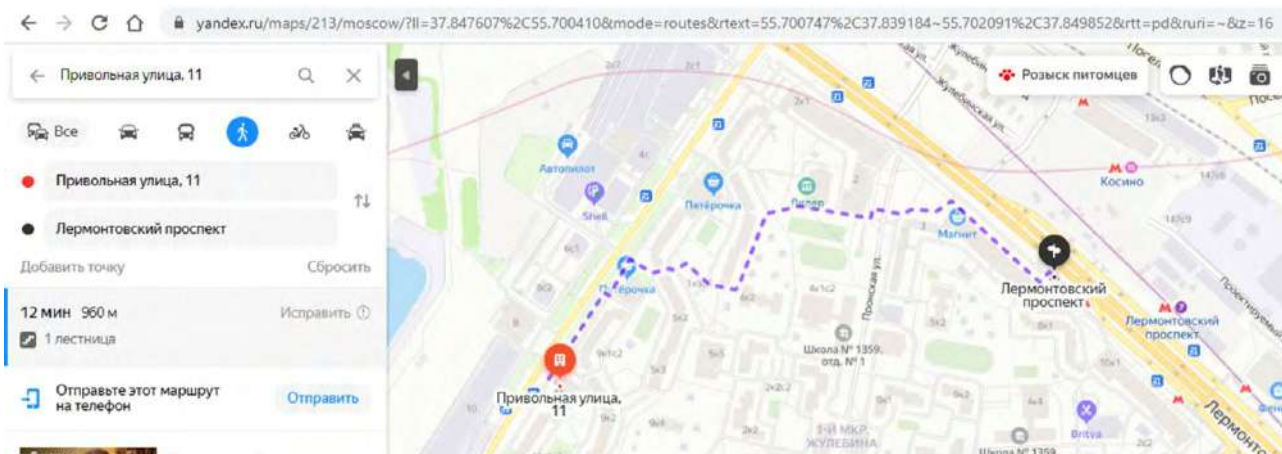 yandex.ru/maps/213/moscow/?ll=37.847607%2C55.700410&mode=routes&rtext=55.700747%2C37.839184~55.702091%2C37.849852&rtt=pd&ruri=~&z=16
Привольная улица, 11
Все
Привольная улица, 11
Лермонтовский проспект
Добавить точку Сбросить
12 мин 960 м Исправить
1 лестница
Отправьте этот маршрут
на телефон
Отправить
Розыск питомцев
Жулебинская ул.
Автопилот
Shell
Петёрочка
Лидер
Магнит
Косино
Лермонтовский
проспект
Лермонтовский
проспект
Пронская ул.
Школа № 1359,
отд. № 1
Привольная улица,
11
1-Й МКР.
ЖУЛЕБИНА
Britva
Школа № 1359
Проектируемый